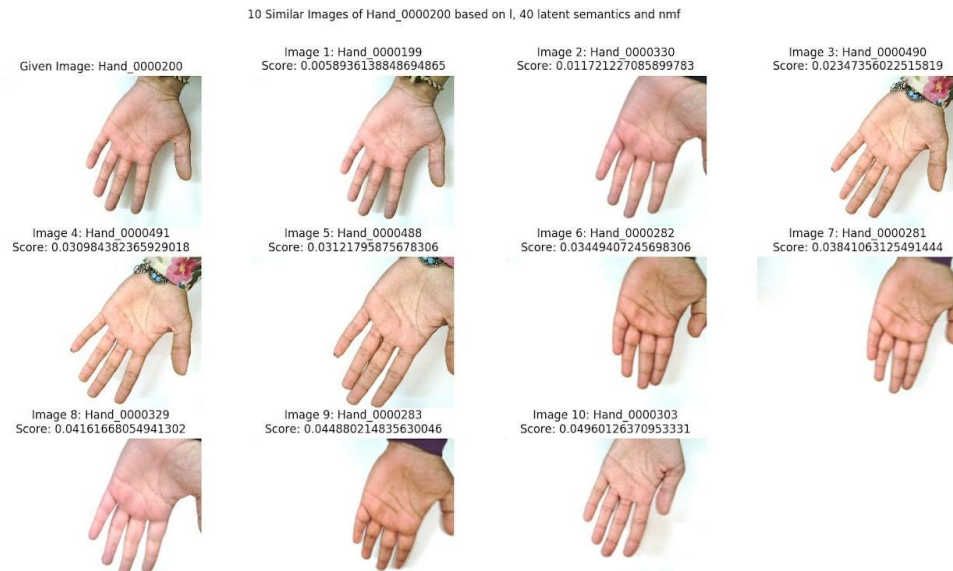 10 Similar Images of Hand_0000200 based on l, 40 latent semantics and nmf
Given Image: Hand_0000200
Image 1: Hand_0000199
Score: 0.0058936138848694865
Image 2: Hand_0000330
Score: 0.011721227085899783
Image 3: Hand_0000490
Score: 0.02347356022515819
Image 4: Hand_0000491
Score: 0.030984382365929018
Image 5: Hand_0000488
Score: 0.03121795875678306
Image 6: Hand_0000282
Score: 0.03449407245698306
Image 7: Hand_0000281
Score: 0.03841063125491444
Image 8: Hand_0000329
Score: 0.04161668054941302
Image 9: Hand_0000283
Score: 0.044880214835630046
Image 10: Hand_0000303
Score: 0.04960126370953331